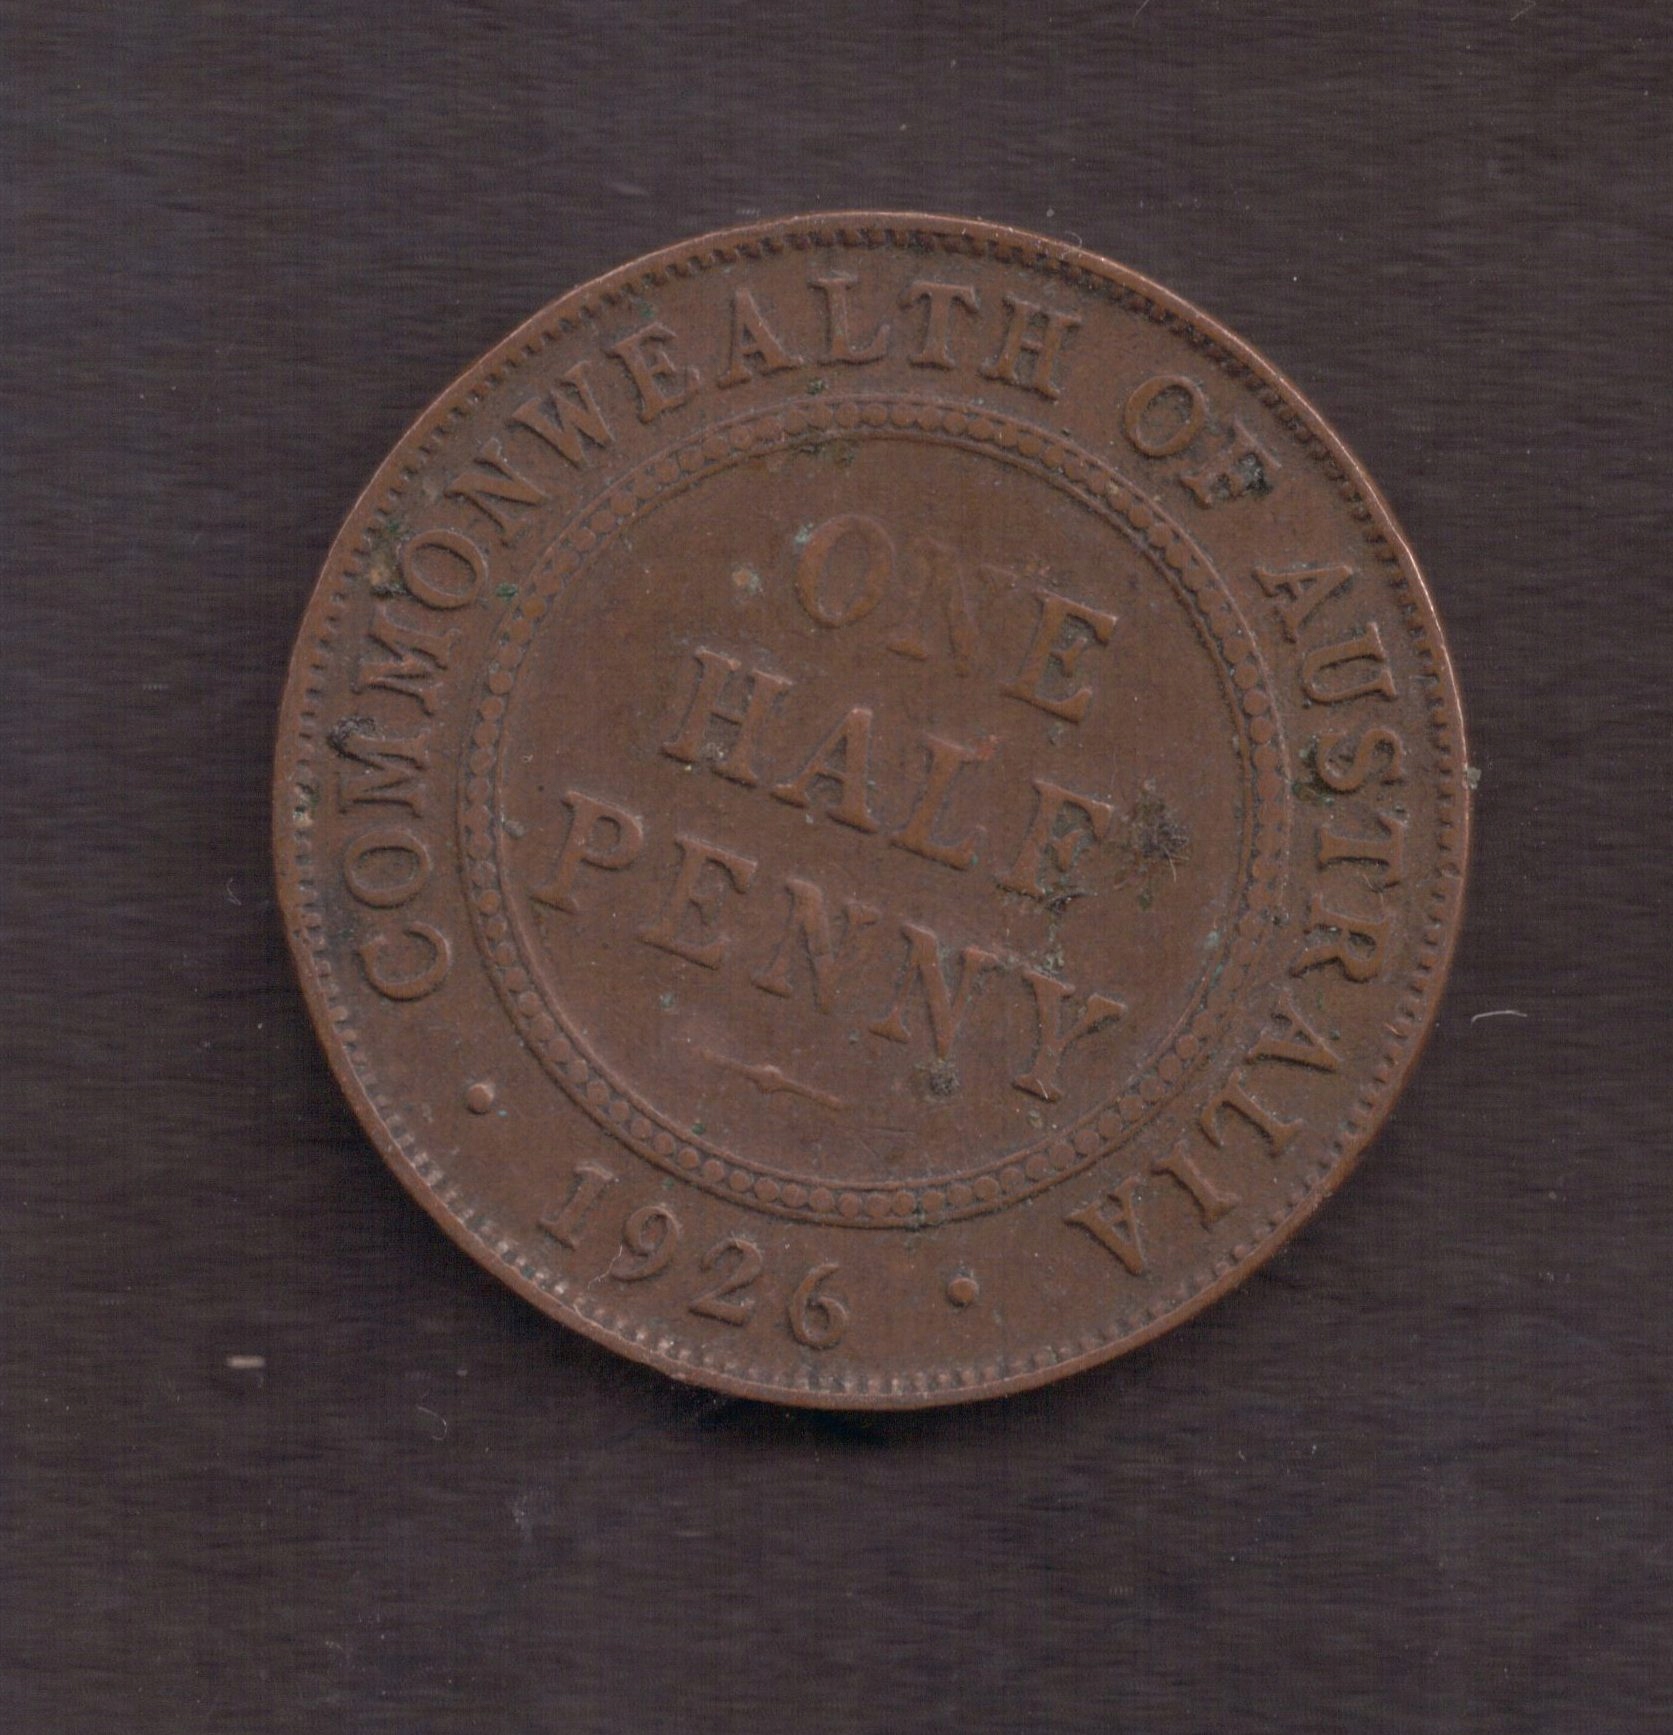 COMMONWEALTH OF AUSTRALIA
ONE
HALF
PENNY
· 1926 ·